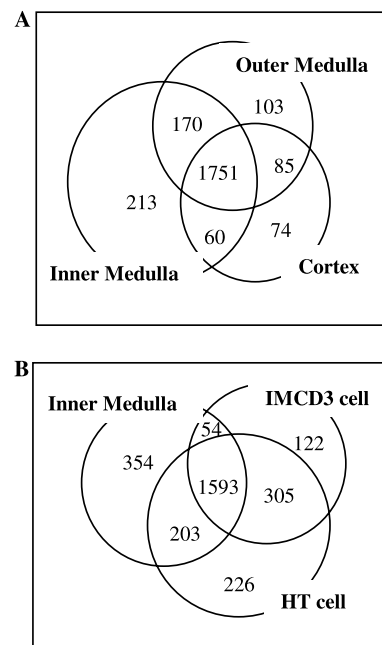 A
Outer Medulla
103
170
1751
85
213
60
74
Inner Medulla
Cortex
B
Inner Medulla
IMCD3 cell
54
122
354
1593
305
203
226
HT cell